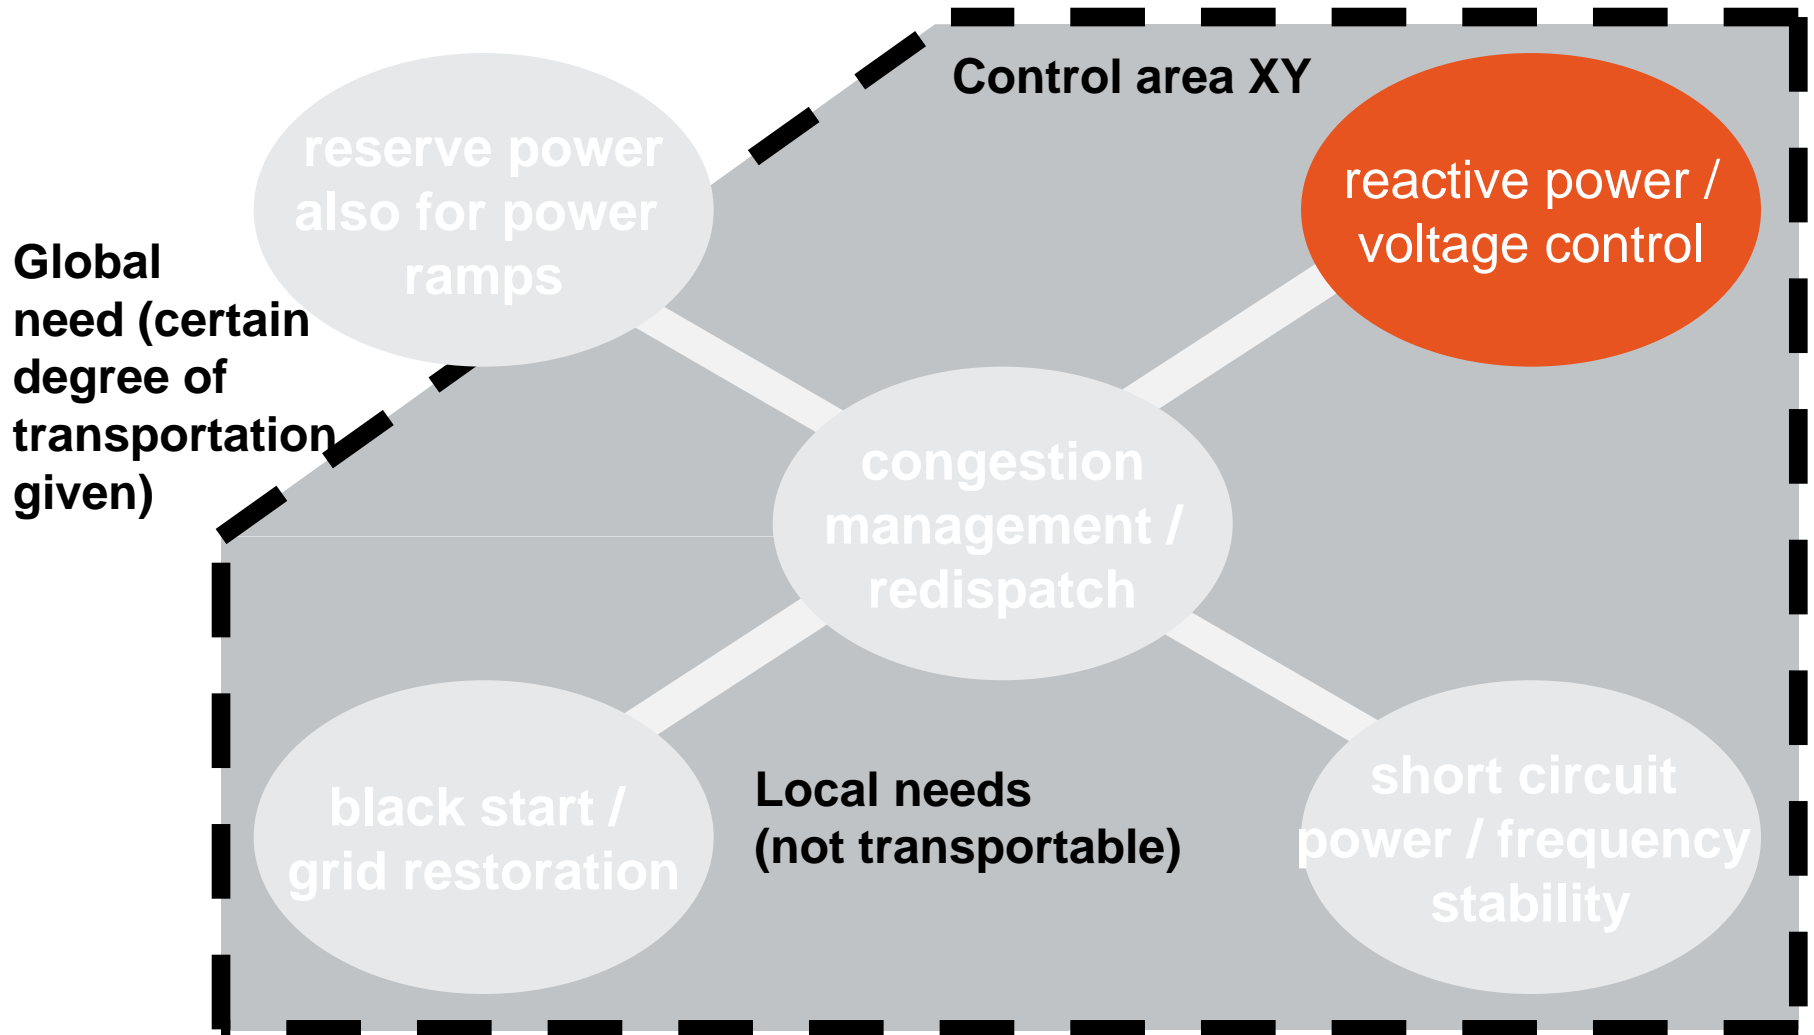 Control area XY
reserve power
also for power
ramps
reactive power /
voltage control
Global
need (certain
degree of
transportation
given)
congestion
management /
redispatch
black start /
grid restoration
Local needs
(not transportable)
short circuit
power / frequency
stability